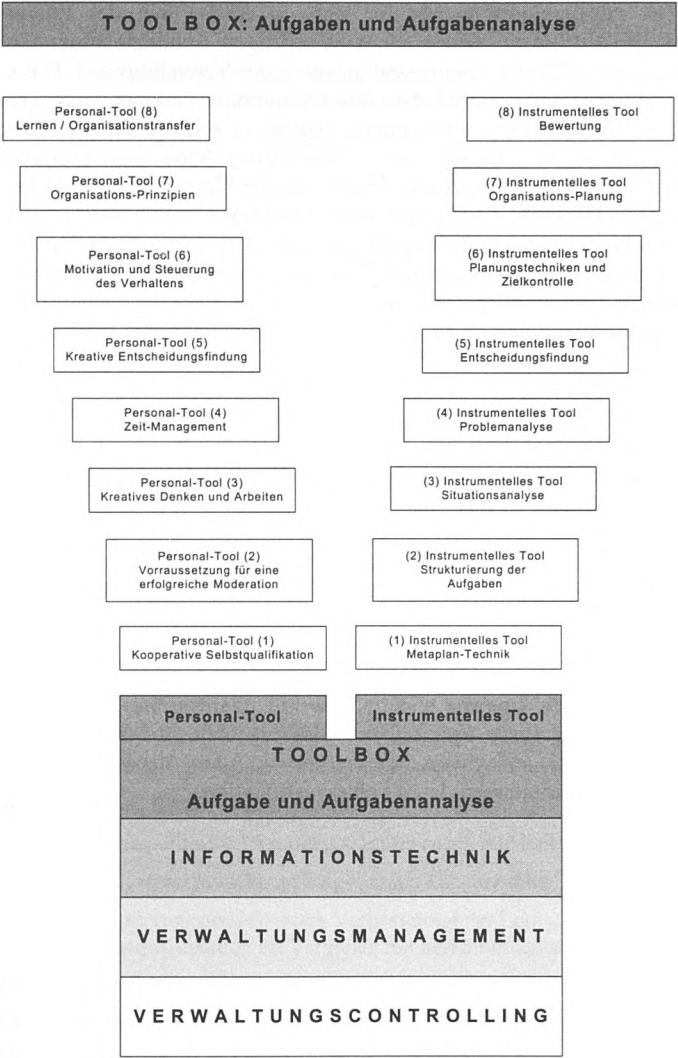 T O O L B O X: Aufgaben und Aufgabenanalyse
Personal-Tool (8)
Lernen / Organisationstransfer
(8) Instrumentelles Tool
Bewertung
Personal-Tool (7)
Organisations-Prinzipien
(7) Instrumentelles Tool
Organisations-Planung
Personal-Tool (6)
Motivation und Steuerung
des Verhaltens
(6) Instrumentelles Tool
Planungstechniken und
Zielkontrolle
Personal-Tool (5)
Kreative Entscheidungsfindung
(5) Instrumentelles Tool
Entscheidungsfindung
Personal-Tool (4)
Zeit-Management
(4) Instrumentelles Tool
Problemanalyse
Personal-Tool (3)
Kreatives Denken und Arbeiten
(3) Instrumentelles Tool
Situationsanalyse
Personal-Tool (2)
Vorraussetzung für eine
erfolgreiche Moderation
(2) Instrumentelles Tool
Strukturierung der
Aufgaben
Personal-Tool (1)
Kooperative Selbstqualifikation
(1) Instrumentelles Tool
Metaplan-Technik
Personal-Tool
Instrumentelles Tool
T O O L B O X
Aufgabe und Aufgabenanalyse
I N F O R M A T I O N S T E C H N I K
V E R W A L T U N G S M A N A G E M E N T
V E R W A L T U N G S C O N T R O L L I N G